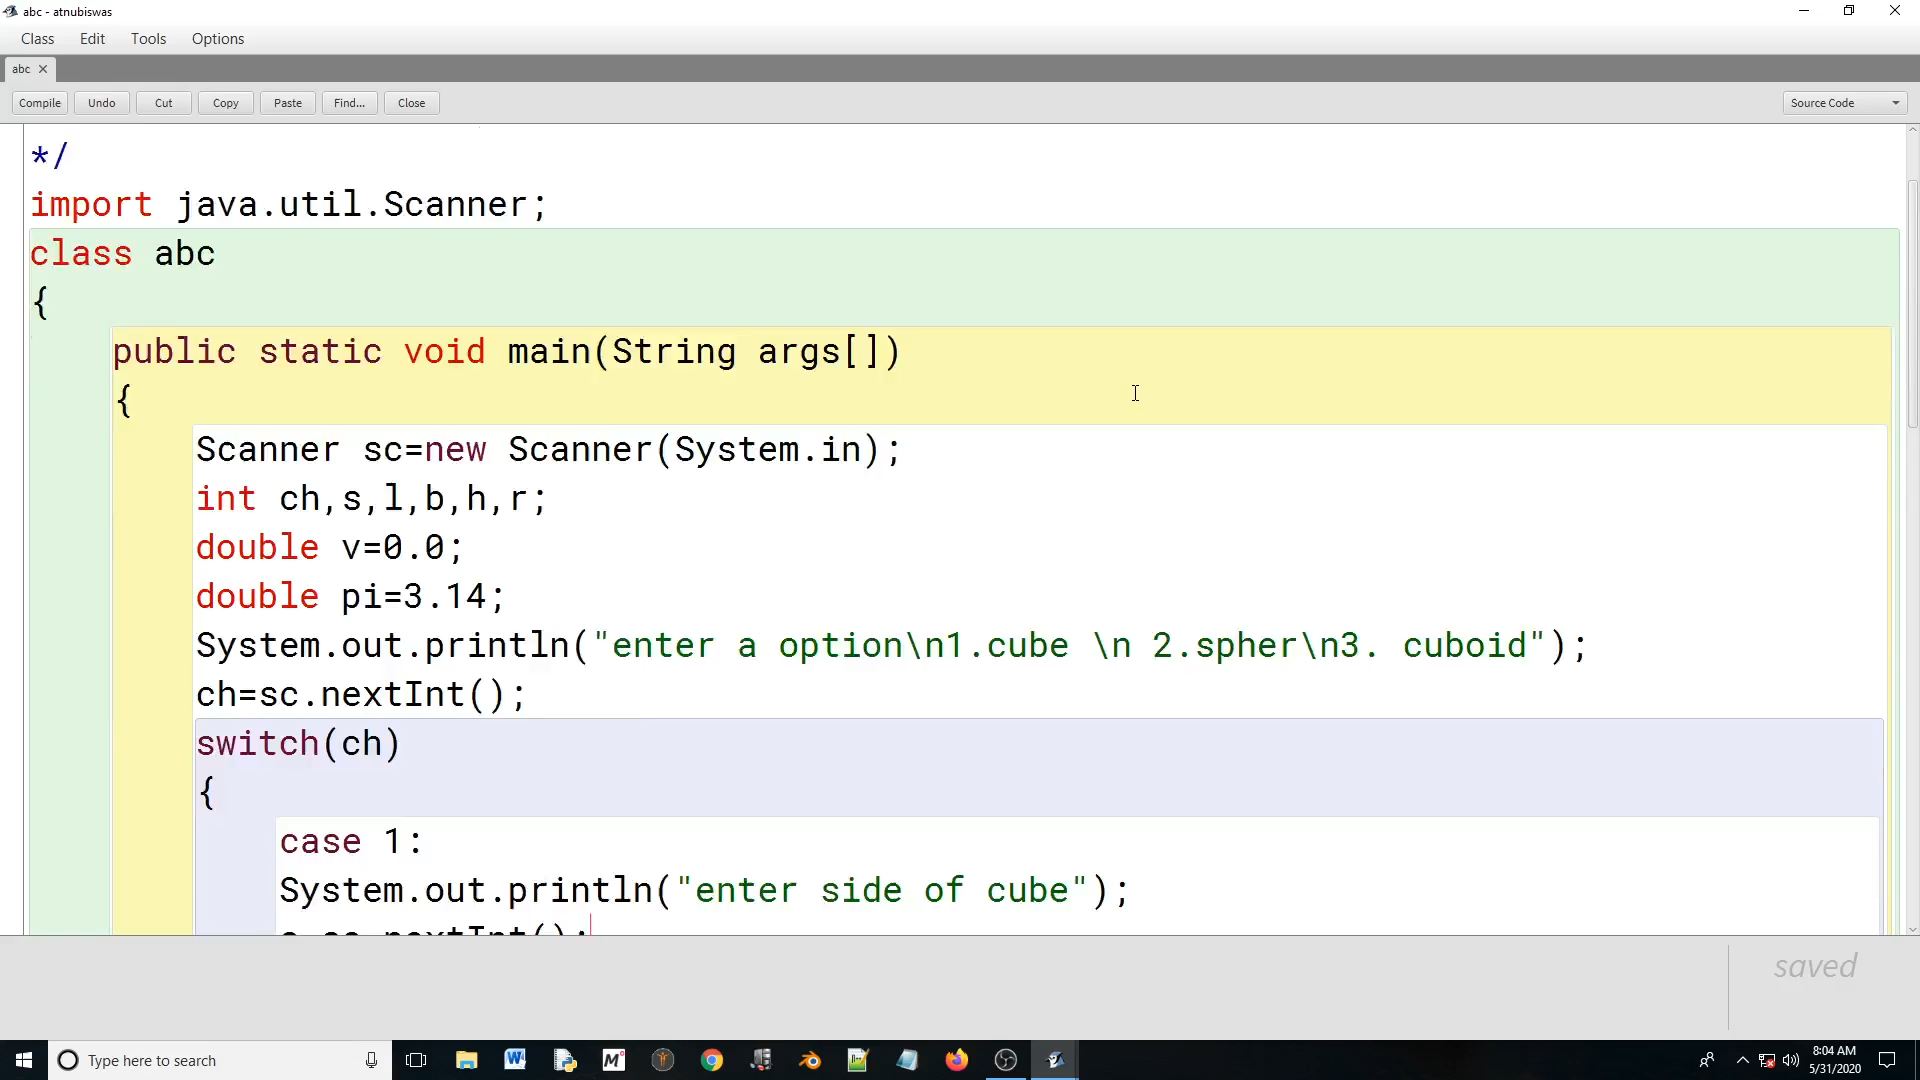 abc - atnubiswas
Class Edit Tools Options
abc
Compile Undo Cut Copy Paste Find... Close Source Code
*/
import java.util.Scanner;
class abc
{
public static void main(String args[])
{
Scanner sc=new Scanner(System.in);
int ch,s,l,b,h,r;
double v=0.0;
double pi=3.14;
System.out.println("enter a option\n1.cube \n 2.spher\n3. cuboid");
ch=sc.nextInt();
switch(ch)
{
case 1:
System.out.println("enter side of cube");
saved
Type here to search
8:04 AM
5/31/2020